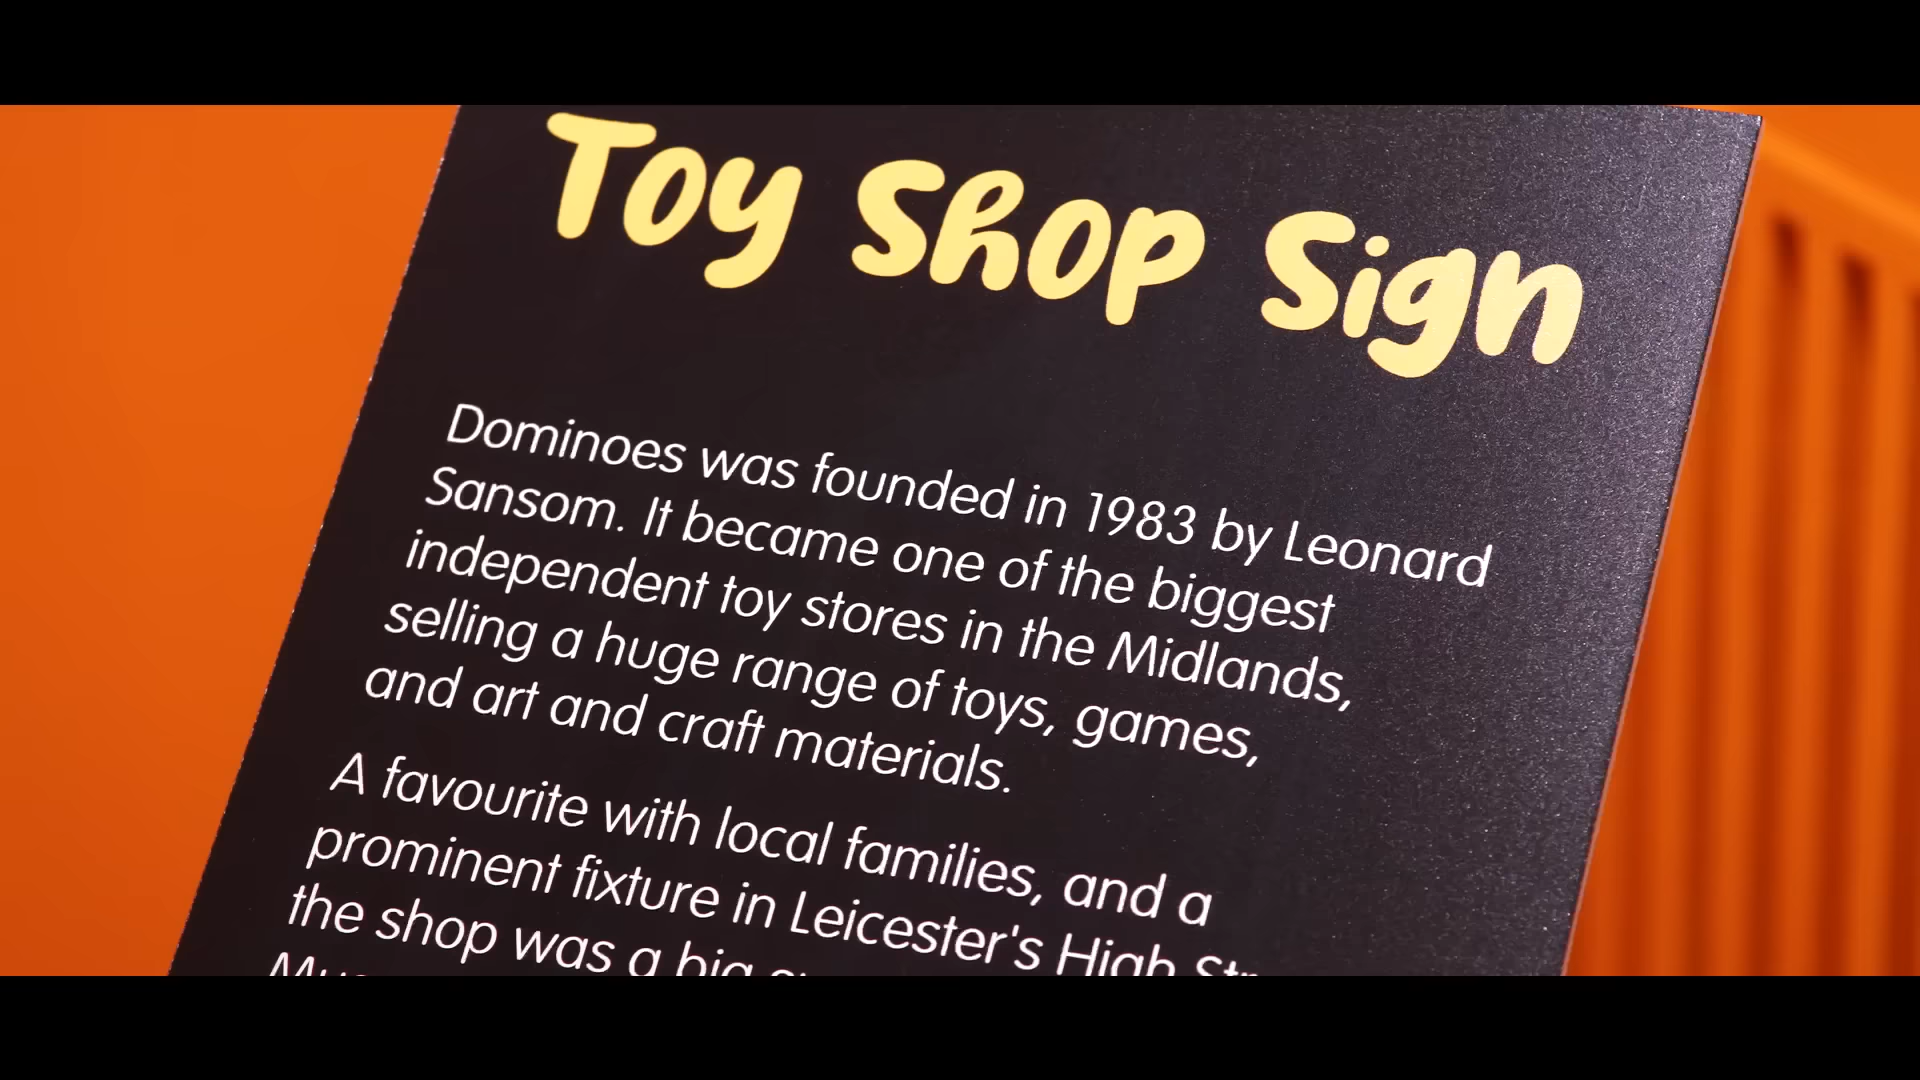 Toy Shop Sign
Dominoes was founded in 1983 by Leonard
Sansom. It became one of the biggest
independent toy stores in the Midlands,
selling a huge range of toys, games,
and art and craft materials.
A favourite with local families, and a
prominent fixture in Leicester's High
the shop was a big